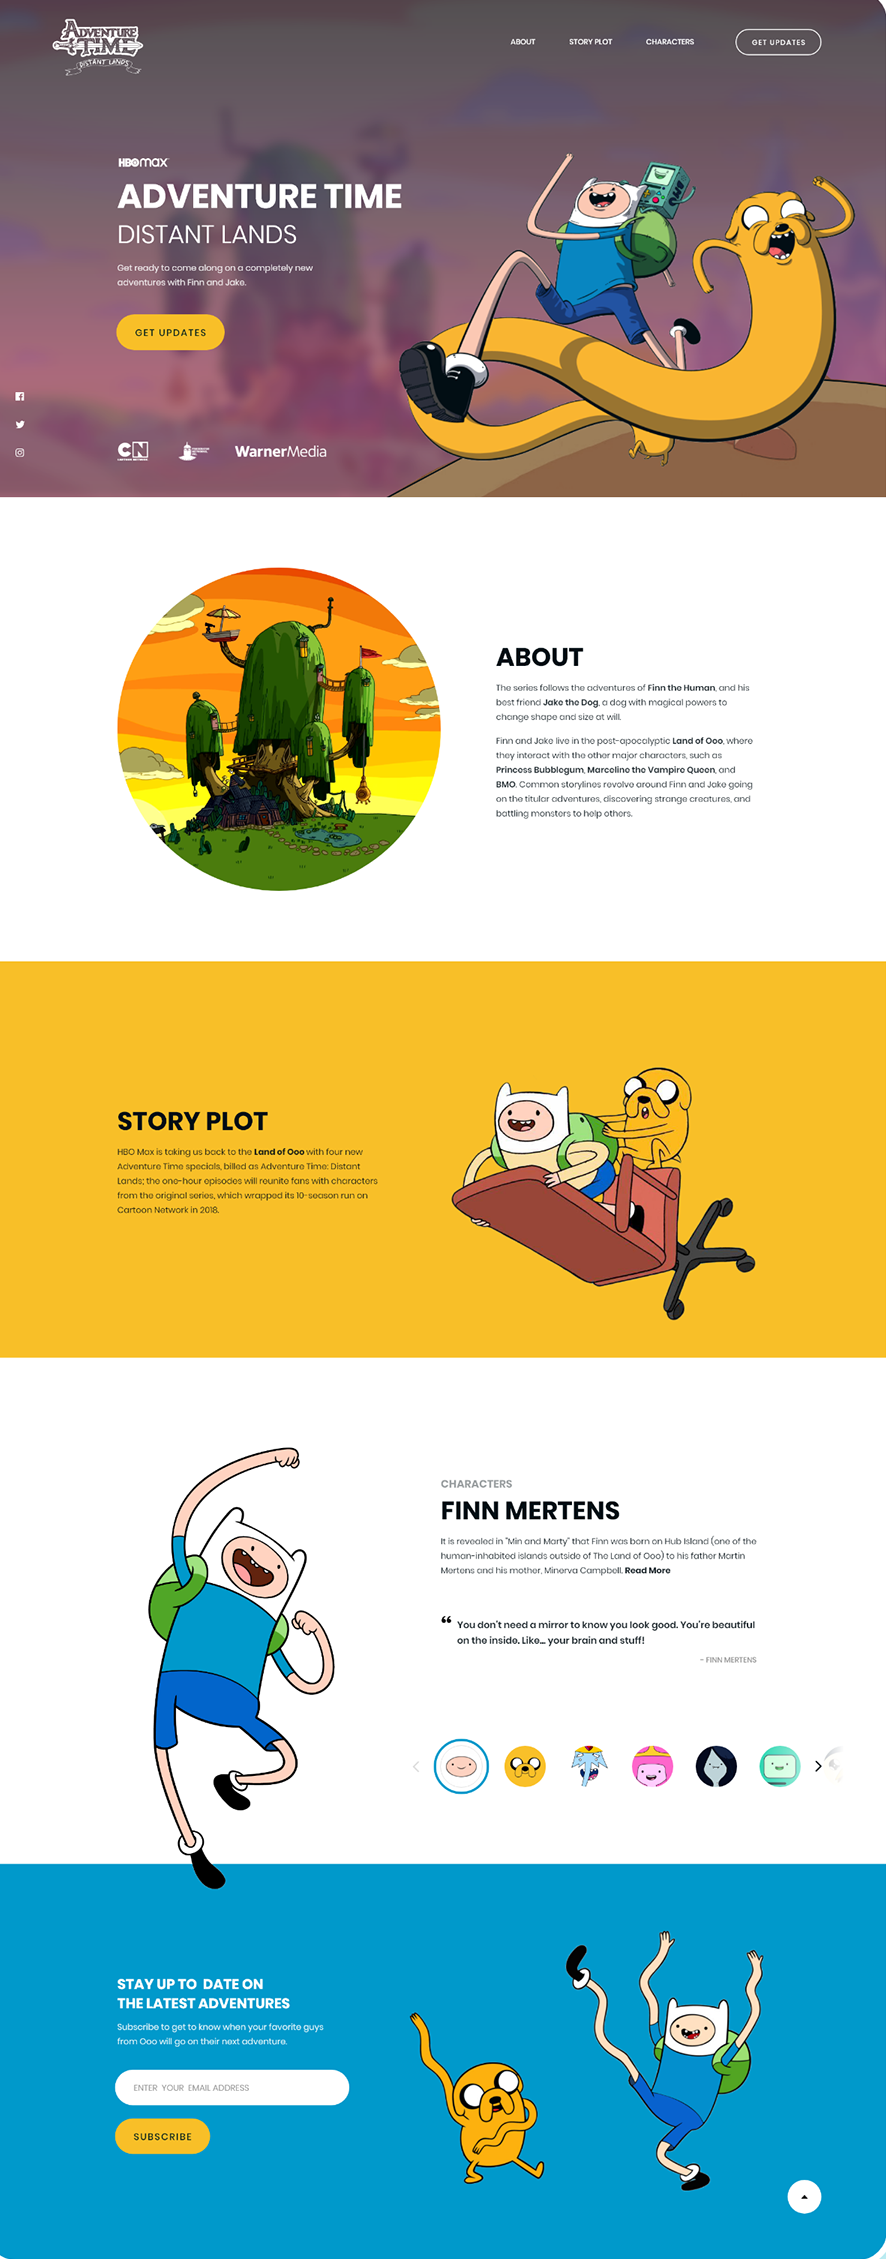 ADVENTURE
TIME
DISTANT LANDS
ABOUT
STORY PLOT
CHARACTERS
GET UPDATES
HBOmax
ADVENTURE TIME
DISTANT LANDS
Get ready to come along on a completely new
adventures with Finn and Jake.
GET UPDATES
CN
CARTOON NETWORK
WarnerMedia
ABOUT
The series follows the adventures of Finn the Human, and his
best friend Jake the Dog, a dog with magical powers to
change shape and size at will.
Finn and Jake live in the post-apocalyptic Land of Ooo, where
they interact with the other major characters, such as
Princess Bubblegum, Marceline the Vampire Queen, and
BMO. Common storylines revolve around Finn and Jake going
on the titular adventures, discovering strange creatures, and
battling monsters to help others.
STORY PLOT
HBO Max is taking us back to the Land of Ooo with four new
Adventure Time specials, billed as Adventure Time: Distant
Lands; the one-hour episodes will reunite fans with characters
from the original series, which wrapped its 10-season run on
Cartoon Network in 2018.
CHARACTERS
FINN MERTENS
It is revealed in "Min and Marty" that Finn was born on Hub Island (one of the
human-inhabited islands outside of The Land of Ooo) to his father Martin
Mertens and his mother, Minerva Campbell. Read More
“ You don't need a mirror to know you look good. You're beautiful
on the inside. Like... your brain and stuff!
- FINN MERTENS
STAY UP TO DATE ON
THE LATEST ADVENTURES
Subscribe to get to know when your favorite guys
from Ooo will go on their next adventure.
ENTER YOUR EMAIL ADDRESS
SUBSCRIBE